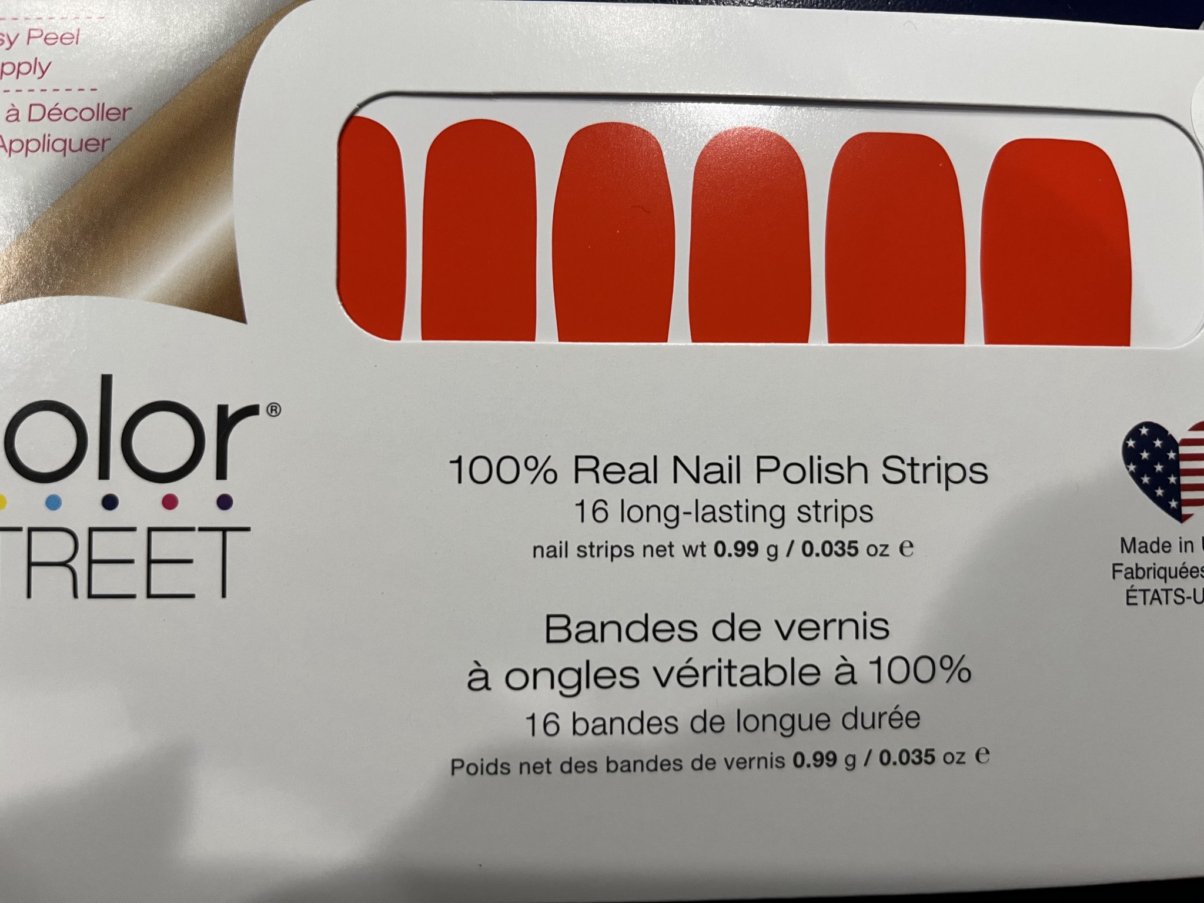 sy Peel
pply
à Décoller
Appliquer
olor®
TREET
100% Real Nail Polish Strips
16 long-lasting strips
nail strips net wt 0.99 g / 0.035 oz ℮
Bandes de vernis
à ongles véritable à 100%
16 bandes de longue durée
Poids net des bandes de vernis 0.99 g / 0.035 oz ℮
Made in U
Fabriquées
ÉTATS-U